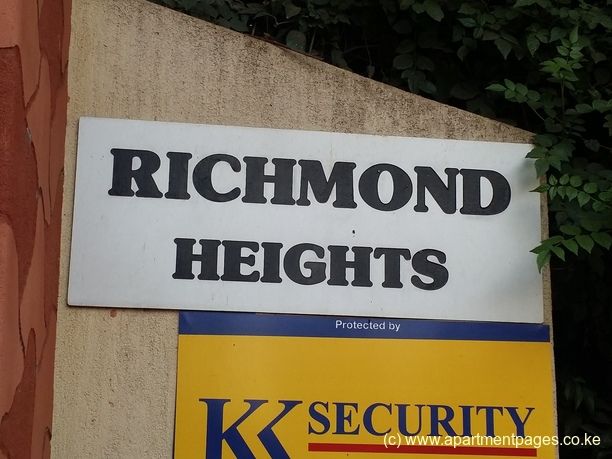 RICHMOND
HEIGHTS
Protected by
KK SECURITY
(c) www.apartmentpages.co.ke